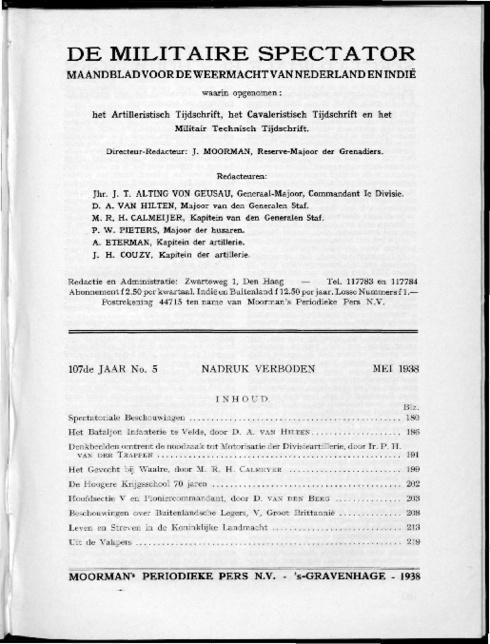 DE MILITAIRE SPECTATOR
MAANDBLAD VOOR DE WEERMACHT VAN NEDERLAND EN INDIË
waarin opgenomen:
het Artilleristisch Tijdschrift, het Cavaleristisch Tijdschrift en het
Militair Technisch Tijdschrift.
Directeur-Redacteur: J. MOORMAN, Reserve-Majoor der Grenadiers.
Redacteuren:
Jhr. J. T. ALTING VON GEUSAU, Generaal-Majoor, Commandant Ie Divisie.
D. A. VAN HILTEN, Majoor van den Generalen Staf.
M. R. H. CALMEIJER, Kapitein van den Generalen Staf.
P. W. PIETERS, Majoor der huzaren.
A. ETERMAN, Kapitein der artillerie.
J. H. COUZY, Kapitein der artillerie.
Redactie en Administratie: Zwarteweg 1, Den Haag — Tel. 117783 en 117784
Abonnement f 2.50 per kwartaal. Indië en Buitenland f 12.50 per jaar. Losse Nummers f 1.—
Postrekening 44715 ten name van Moorman's Periodieke Pers N.V.
107de JAAR No. 5 NADRUK VERBODEN MEI 1938
INHOUD
Blz.
Spectatoriale Beschouwingen 180
Het Bataljon Infanterie te Velde, door D. A. VAN HILTEN 186
Denkbeelden omtrent de noodzaak tot Motorisatie der Divisieartillerie, door Ir. P. H.
VAN DER TRAPPEN 191
Het Gevecht bij Waalre, door M. R. H. CALMEYER 199
De Hoogere Krijgsschool 70 jaren 202
Hoofdsectie V en Pioniercommandant, door D. VAN DEN BERG 203
Beschouwingen over Buitenlandsche Legers, V, Groot Brittannië 208
Leven en Streven in de Koninklijke Landmacht 213
Uit de Vakpers 219
MOORMAN'S PERIODIEKE PERS N.V. - 's-GRAVENHAGE - 1938